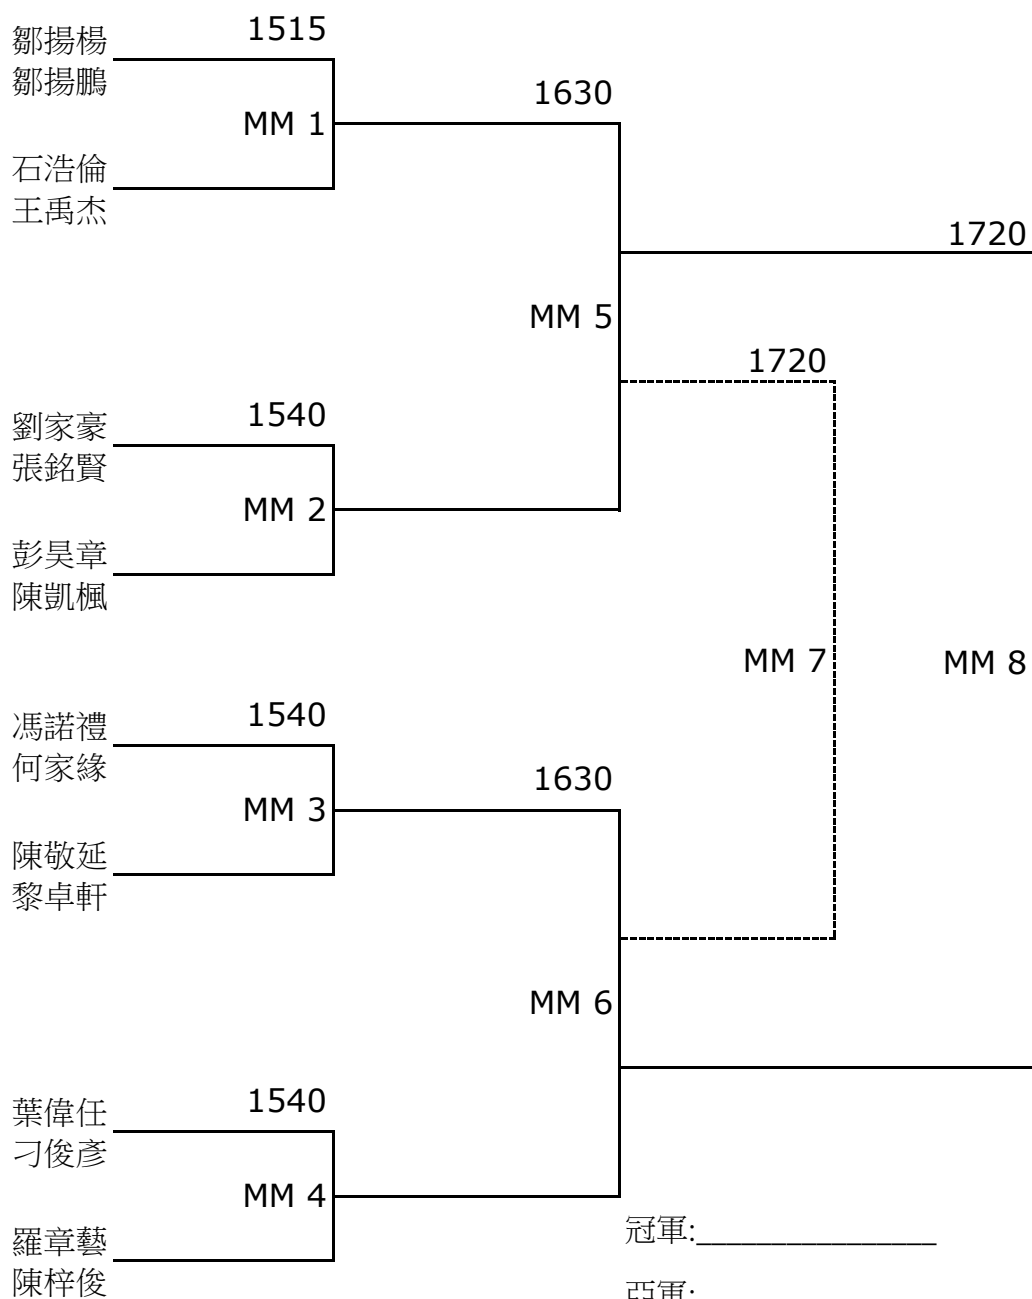 1515
鄒揚楊
鄒揚鵬
1630
MM 1
石浩倫
王禹杰
1720
MM 5
1720
1540
劉家豪
張銘賢
MM 2
彭昊章
陳凱楓
MM 7
MM 8
1540
馮諾禮
何家緣
1630
MM 3
陳敬延
黎卓軒
MM 6
1540
葉偉任
刁俊彥
MM 4
冠軍:________________
羅章藝
陳梓俊
亞軍: